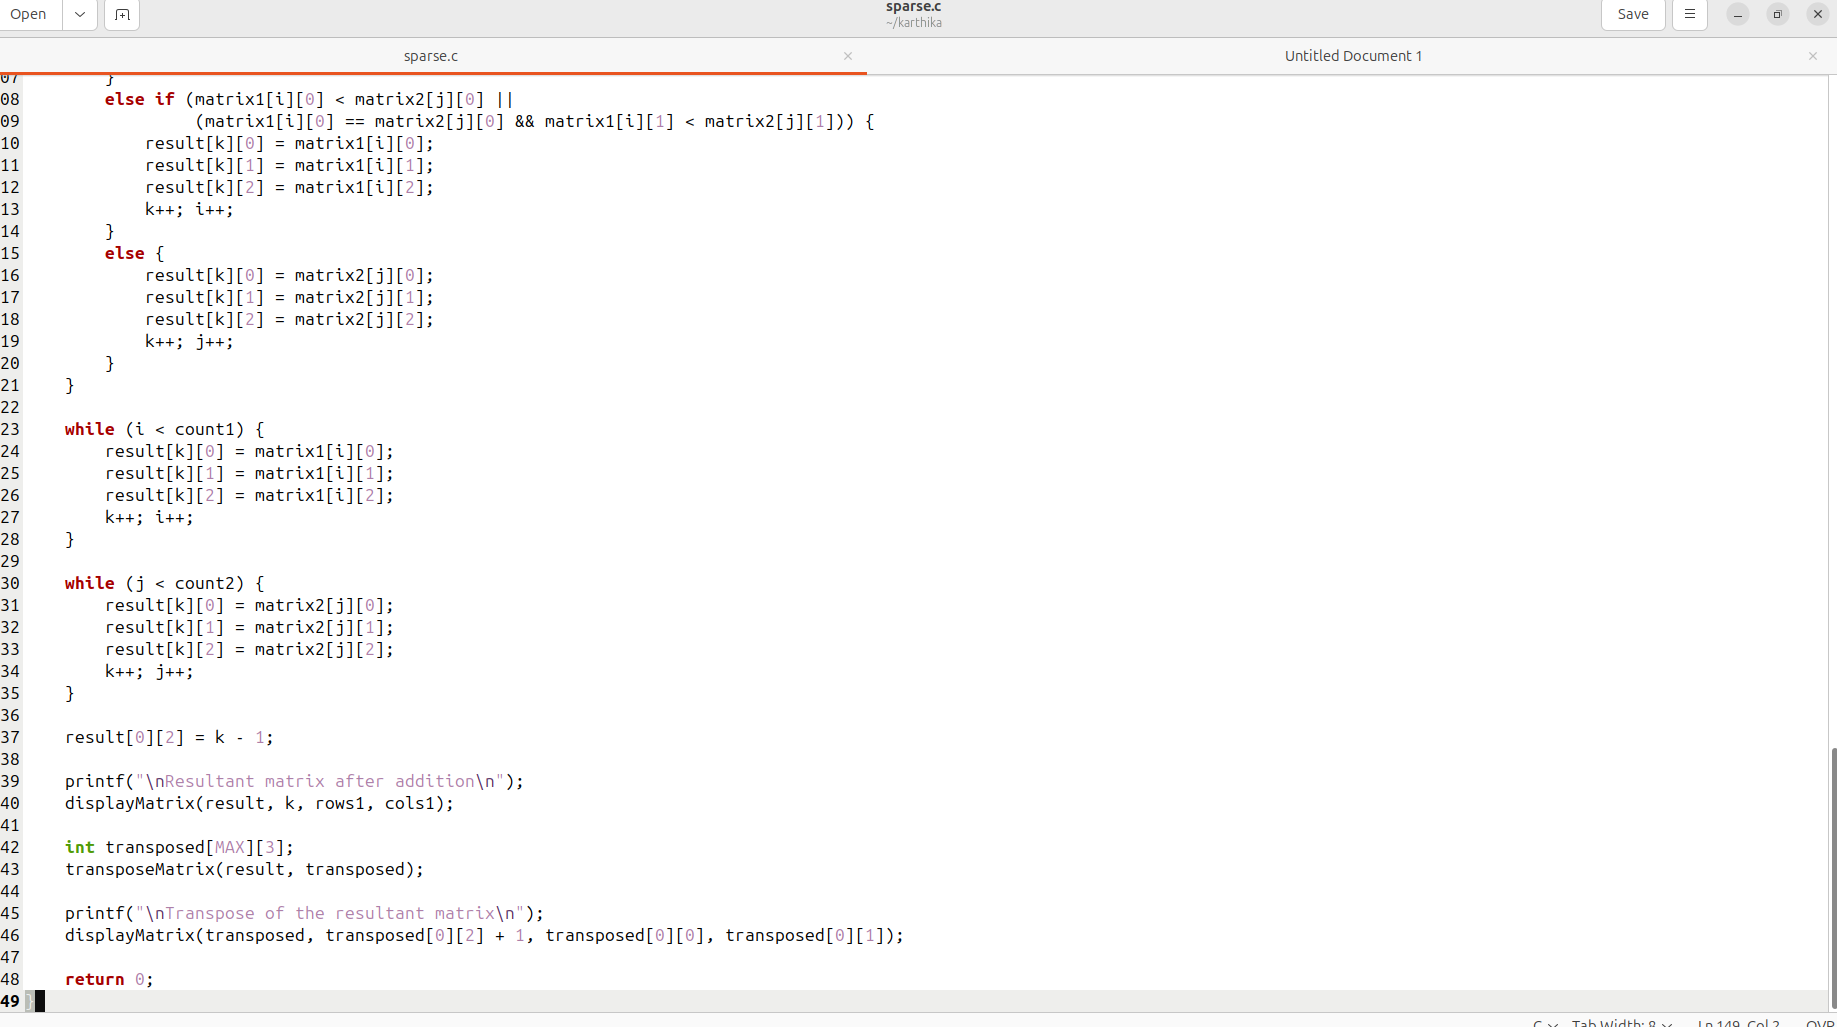 Open
sparse.c
~/karthika
Save
sparse.c
Untitled Document 1
07         }
08         else if (matrix1[i][0] < matrix2[j][0] ||
09                  (matrix1[i][0] == matrix2[j][0] && matrix1[i][1] < matrix2[j][1])) {
10             result[k][0] = matrix1[i][0];
11             result[k][1] = matrix1[i][1];
12             result[k][2] = matrix1[i][2];
13             k++; i++;
14         }
15         else {
16             result[k][0] = matrix2[j][0];
17             result[k][1] = matrix2[j][1];
18             result[k][2] = matrix2[j][2];
19             k++; j++;
20         }
21     }
22
23     while (i < count1) {
24         result[k][0] = matrix1[i][0];
25         result[k][1] = matrix1[i][1];
26         result[k][2] = matrix1[i][2];
27         k++; i++;
28     }
29
30     while (j < count2) {
31         result[k][0] = matrix2[j][0];
32         result[k][1] = matrix2[j][1];
33         result[k][2] = matrix2[j][2];
34         k++; j++;
35     }
36
37     result[0][2] = k - 1;
38
39     printf("\nResultant matrix after addition\n");
40     displayMatrix(result, k, rows1, cols1);
41
42     int transposed[MAX][3];
43     transposeMatrix(result, transposed);
44
45     printf("\nTranspose of the resultant matrix\n");
46     displayMatrix(transposed, transposed[0][2] + 1, transposed[0][0], transposed[0][1]);
47
48     return 0;
49 }
C Tab Width: 8 Ln 149, Col 2 OVR